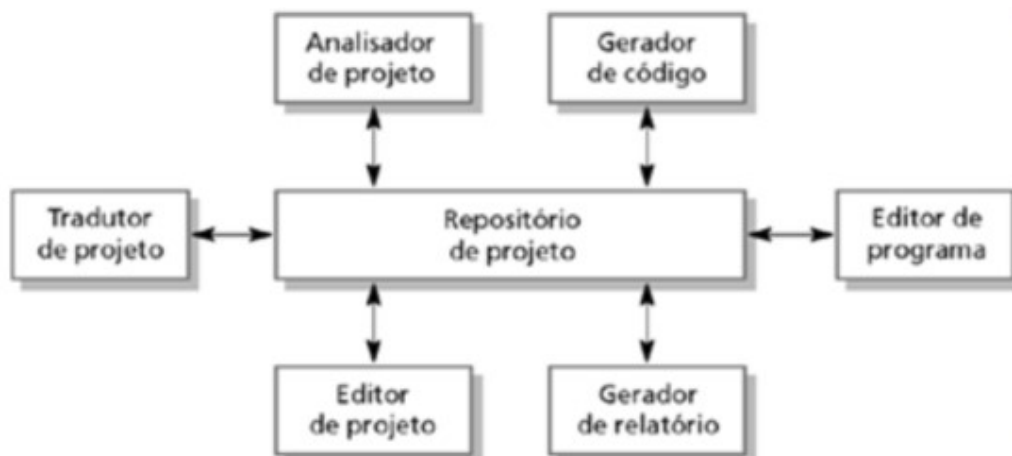 Analisador
de projeto
Gerador
de código
Tradutor
de projeto
Repositório
de projeto
Editor de
programa
Editor
de projeto
Gerador
de relatório